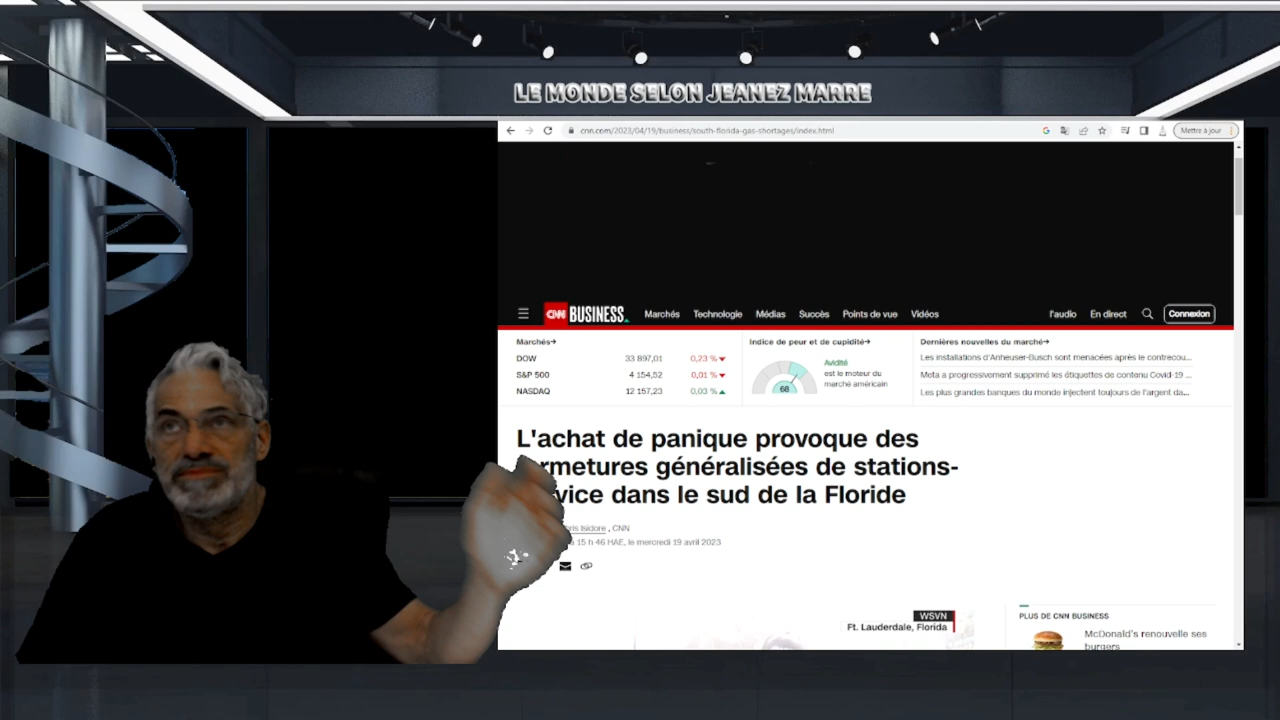 LE MONDE SELON JEANEZ MARRE
cnn.com/2023/04/19/business/south-florida-gas-shortages/index.html
Mettre à jour
CNN BUSINESS
Marchés Technologie Médias Succès Points de vue Vidéos l'audio En direct Connexion
Marchés→
DOW 33 897,01 0,23 %
S&P 500 4 154,52 0,01 %
NASDAQ 12 157,23 0,03 %
Indice de peur et de cupidité→
68
Avidité
est le moteur du
marché américain
Dernières nouvelles du marché→
Les installations d'Anheuser-Busch sont menacées après le contrecou...
Meta a progressivement supprimé les étiquettes de contenu Covid-19 ...
Les plus grandes banques du monde injectent toujours de l'argent da...
L'achat de panique provoque des
rmetures généralisées de stations-
vice dans le sud de la Floride
ris Isidore , CNN
15 h 46 HAE, le mercredi 19 avril 2023
WSVN
Ft. Lauderdale, Florida
PLUS DE CNN BUSINESS
McDonald's renouvelle ses
burgers